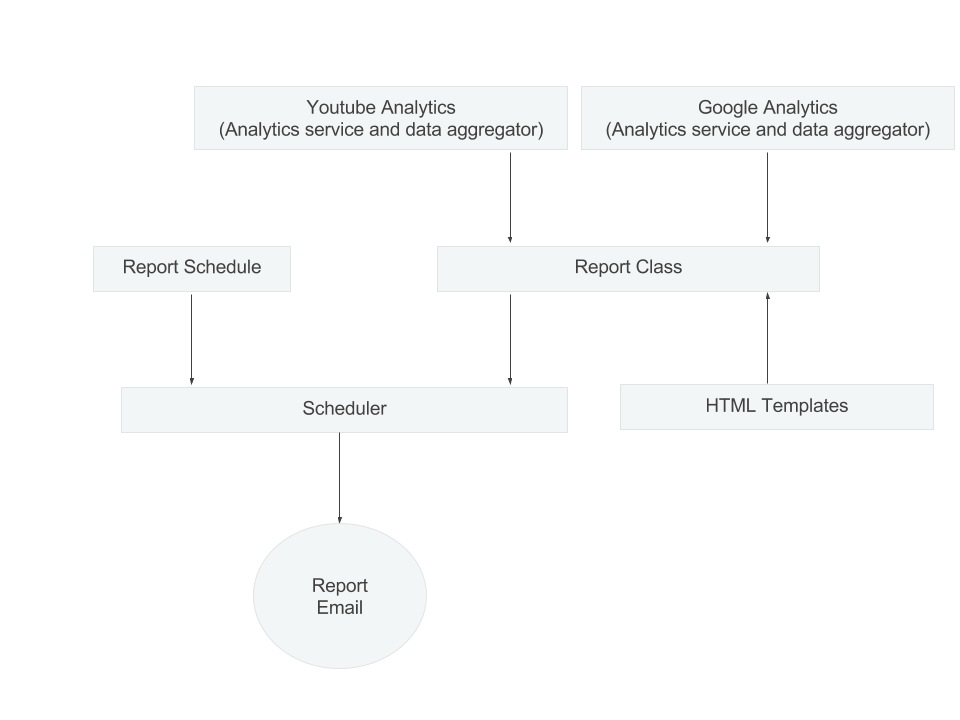 Youtube Analytics
(Analytics service and data aggregator)
Google Analytics
(Analytics service and data aggregator)
Report Schedule
Report Class
Scheduler
HTML Templates
Report
Email